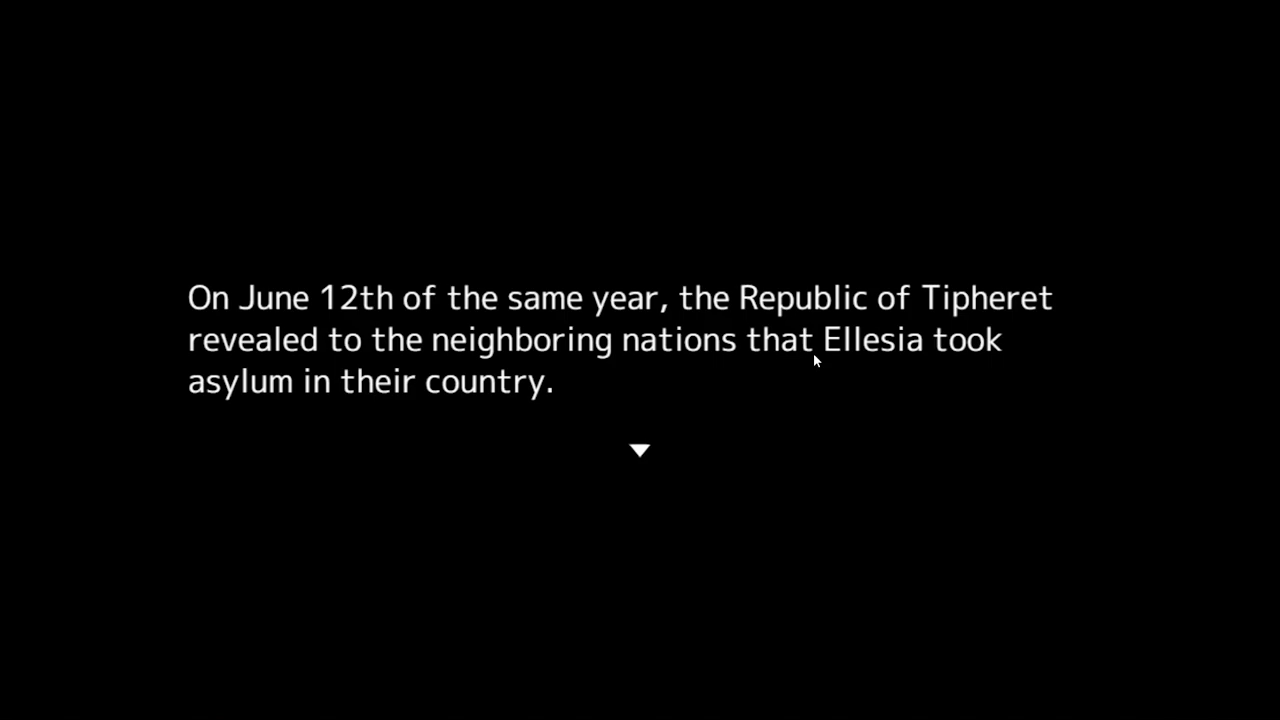 On June 12th of the same year, the Republic of Tipheret
revealed to the neighboring nations that Ellesia took
asylum in their country.